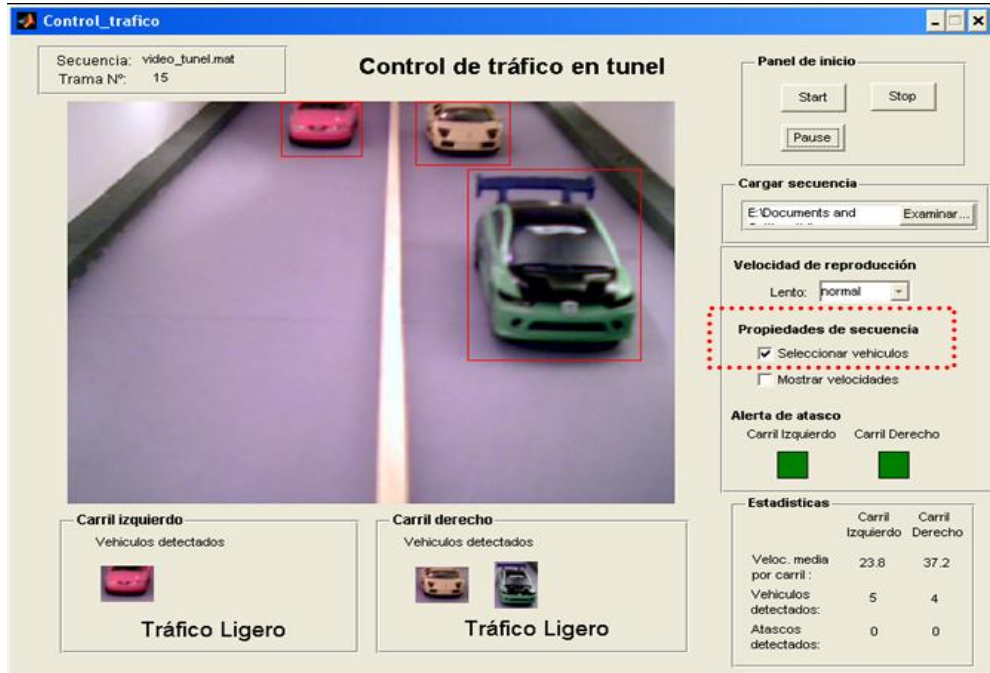 Control_trafico
Secuencia: video_tunel.mat
Trama Nº: 15
Control de tráfico en tunel
Panel de inicio
Start Stop
Pause
Cargar secuencia
E:\Documents and
Examinar...
Velocidad de reproducción
Lento: normal
Propiedades de secuencia
Seleccionar vehiculos
Mostrar velocidades
Alerta de atasco
Carril Izquierdo Carril Derecho
Carril izquierdo
Vehiculos detectados
Tráfico Ligero
Carril derecho
Vehiculos detectados
Tráfico Ligero
Estadisticas
Carril Carril
Izquierdo Derecho
Veloc. media
por carril : 23.8 37.2
Vehiculos
detectados: 5 4
Atascos
detectados: 0 0